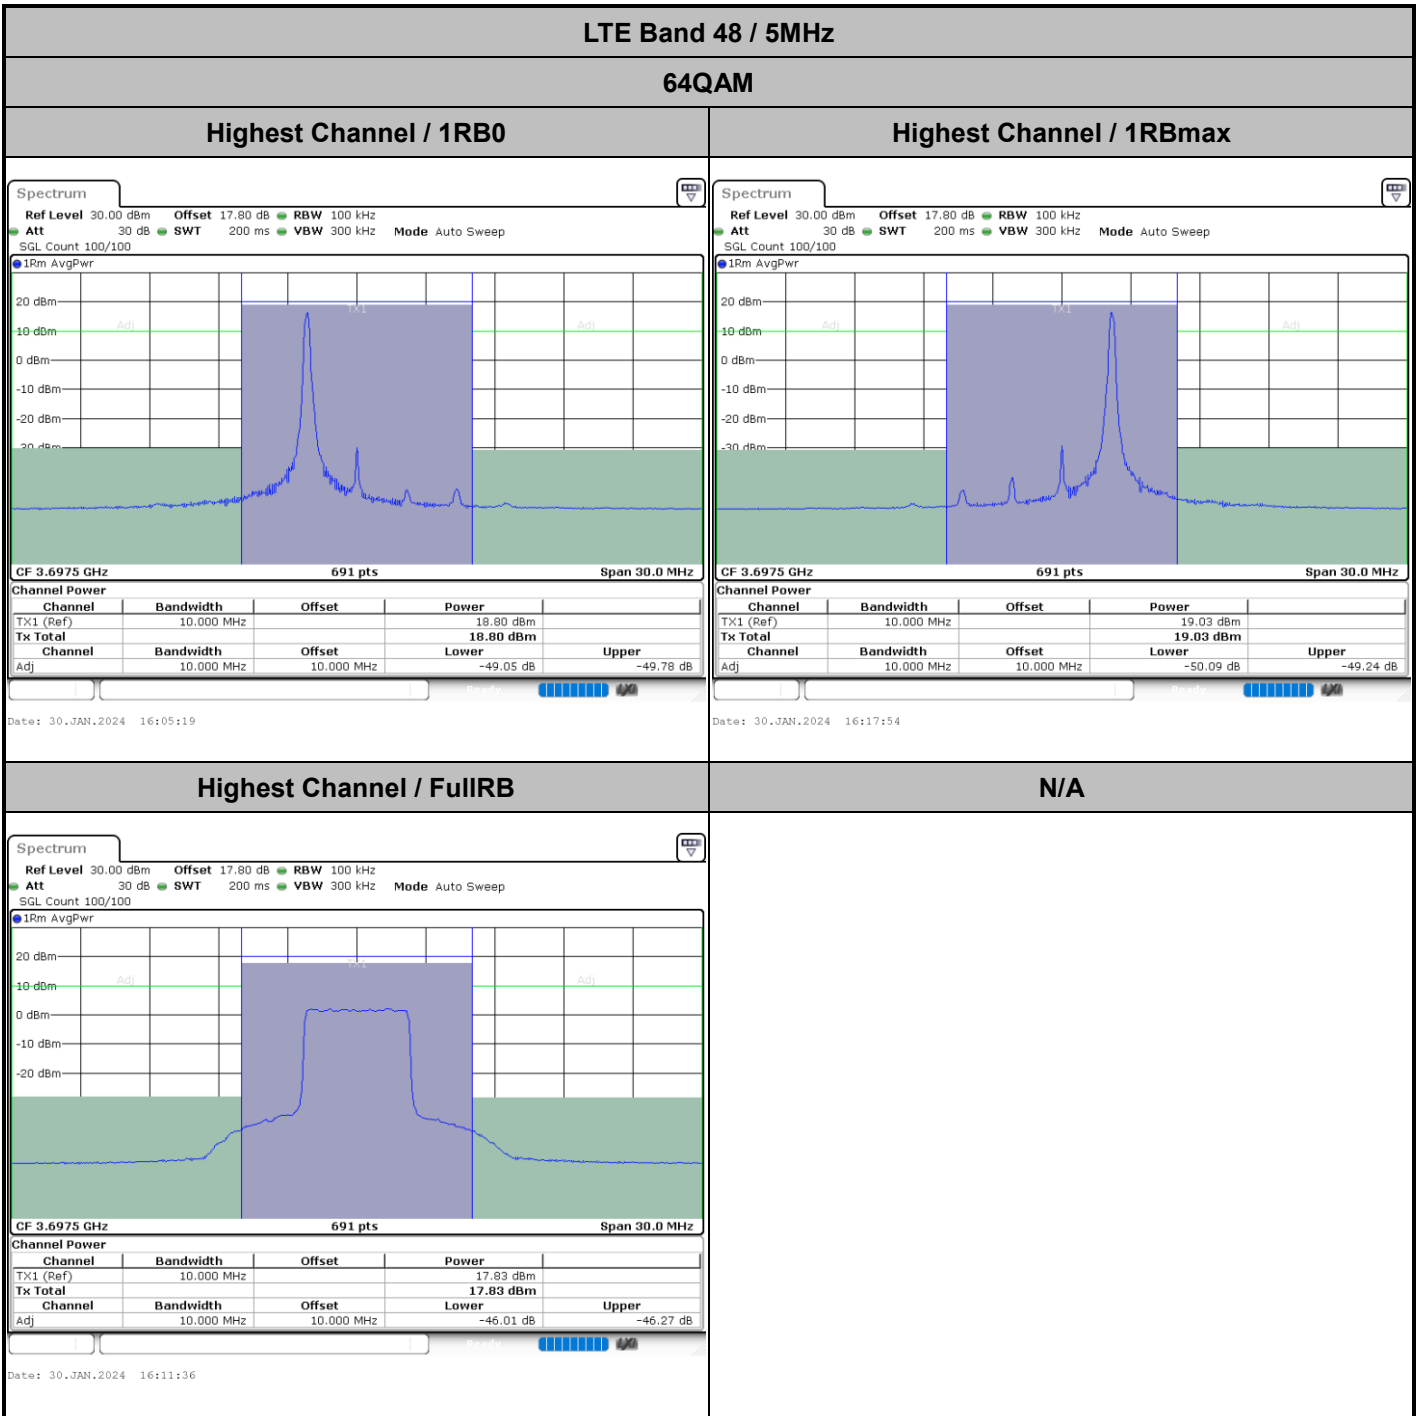 LTE Band 48 / 5MHz
64QAM
Highest Channel / 1RB0
Highest Channel / 1RBmax
Spectrum
Ref Level 30.00 dBm Offset 17.80 dB RBW 100 kHz
Att 30 dB SWT 200 ms VBW 300 kHz Mode Auto Sweep
SGL Count 100/100
1Rm AvgPwr
TX1
20 dBm
Adj
Adj
10 dBm
0 dBm
-10 dBm
-20 dBm
CF 3.6975 GHz 691 pts Span 30.0 MHz
Channel Power
Channel Bandwidth Offset Power
TX1 (Ref) 10.000 MHz 18.80 dBm
Tx Total 18.80 dBm
Channel Bandwidth Offset Lower Upper
Adj 10.000 MHz 10.000 MHz -49.05 dB -49.78 dB
Ready
Date: 30.JAN.2024 16:05:19
Spectrum
Ref Level 30.00 dBm Offset 17.80 dB RBW 100 kHz
Att 30 dB SWT 200 ms VBW 300 kHz Mode Auto Sweep
SGL Count 100/100
1Rm AvgPwr
TX1
20 dBm
Adj
Adj
10 dBm
0 dBm
-10 dBm
-20 dBm
-30 dBm
CF 3.6975 GHz 691 pts Span 30.0 MHz
Channel Power
Channel Bandwidth Offset Power
TX1 (Ref) 10.000 MHz 19.03 dBm
Tx Total 19.03 dBm
Channel Bandwidth Offset Lower Upper
Adj 10.000 MHz 10.000 MHz -50.09 dB -49.24 dB
Ready
Date: 30.JAN.2024 16:17:54
Highest Channel / FullRB
N/A
Spectrum
Ref Level 30.00 dBm Offset 17.80 dB RBW 100 kHz
Att 30 dB SWT 200 ms VBW 300 kHz Mode Auto Sweep
SGL Count 100/100
1Rm AvgPwr
20 dBm
TX1
Adj
Adj
10 dBm
0 dBm
-10 dBm
-20 dBm
CF 3.6975 GHz 691 pts Span 30.0 MHz
Channel Power
Channel Bandwidth Offset Power
TX1 (Ref) 10.000 MHz 17.83 dBm
Tx Total 17.83 dBm
Channel Bandwidth Offset Lower Upper
Adj 10.000 MHz 10.000 MHz -46.01 dB -46.27 dB
Ready
Date: 30.JAN.2024 16:11:36